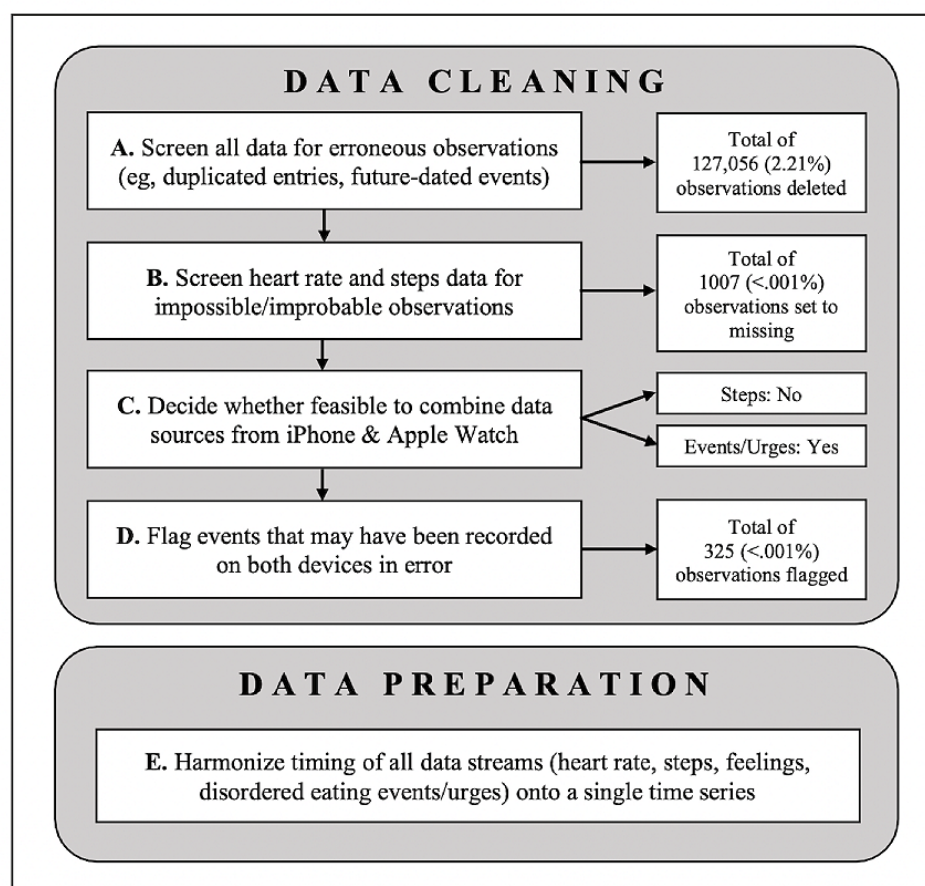 DATA CLEANING
A. Screen all data for erroneous observations
(eg, duplicated entries, future-dated events)
Total of
127,056 (2.21%)
observations deleted
B. Screen heart rate and steps data for
impossible/improbable observations
Total of
1007 (<.001%)
observations set to
missing
C. Decide whether feasible to combine data
sources from iPhone & Apple Watch
Steps: No
Events/Urges: Yes
D. Flag events that may have been recorded
on both devices in error
Total of
325 (<.001%)
observations flagged
DATA PREPARATION
E. Harmonize timing of all data streams (heart rate, steps, feelings,
disordered eating events/urges) onto a single time series